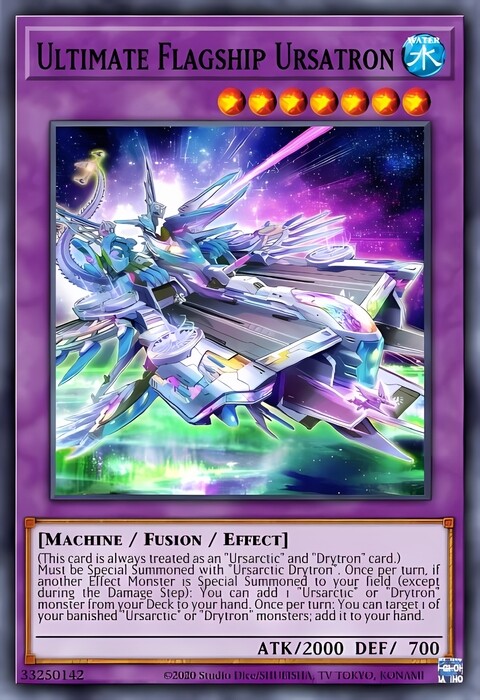 ULTIMATE FLAGSHIP URSATRON
WATER
水
[MACHINE / FUSION / EFFECT]
(This card is always treated as an "Ursarctic" and "Drytron" card.)
Must be Special Summoned with "Ursarctic Drytron". Once per turn, if
another Effect Monster is Special Summoned to your field (except
during the Damage Step): You can add 1 "Ursarctic" or "Drytron"
monster from your Deck to your hand. Once per turn: You can target 1 of
your banished "Ursarctic" or "Drytron" monsters; add it to your hand.
ATK/2000 DEF/ 700
33250142
©2020 Studio Dice/SHUEISHA, TV TOKYO, KONAMI